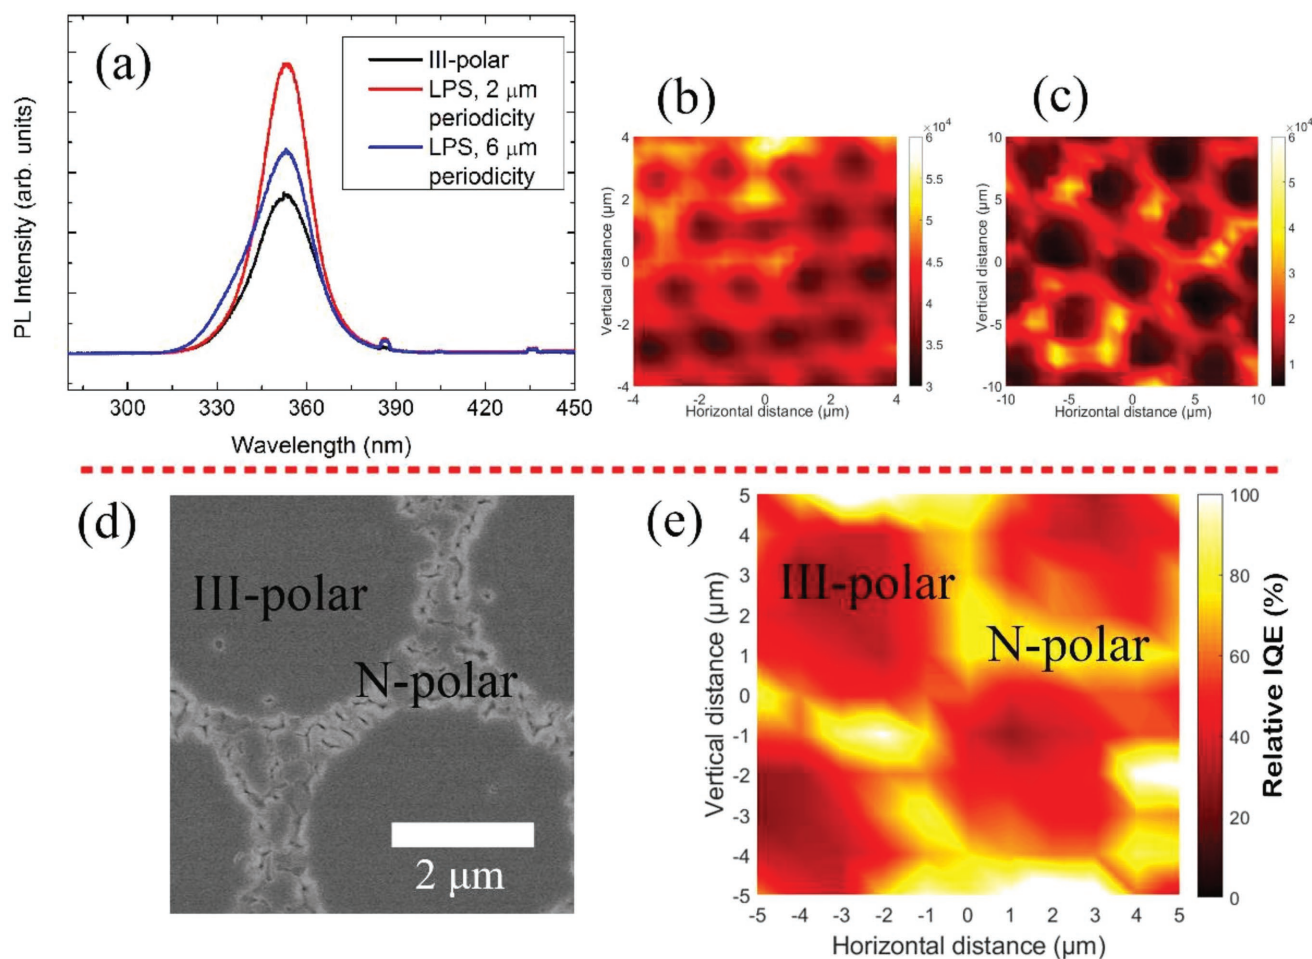 (a)
III-polar
LPS, 2 μm
periodicity
LPS, 6 μm
periodicity
PL Intensity (arb. units)
300 330 360 390 420 450
Wavelength (nm)
(b)
×10⁴
4
2
0
-2
-4
Vertical distance (μm)
-4 -2 0 2 4
Horizontal distance (μm)
6
5.5
5
4.5
4
3.5
3
(c)
×10⁴
10
5
0
-5
-10
Vertical distance (μm)
-10 -5 0 5 10
Horizontal distance (μm)
6
5
4
3
2
1
(d)
III-polar
N-polar
2 μm
(e)
5
4
3
2
1
0
-1
-2
-3
-4
-5
Vertical distance (μm)
III-polar
N-polar
-5 -4 -3 -2 -1 0 1 2 3 4 5
Horizontal distance (μm)
100
80
60
40
20
0
Relative IQE (%)